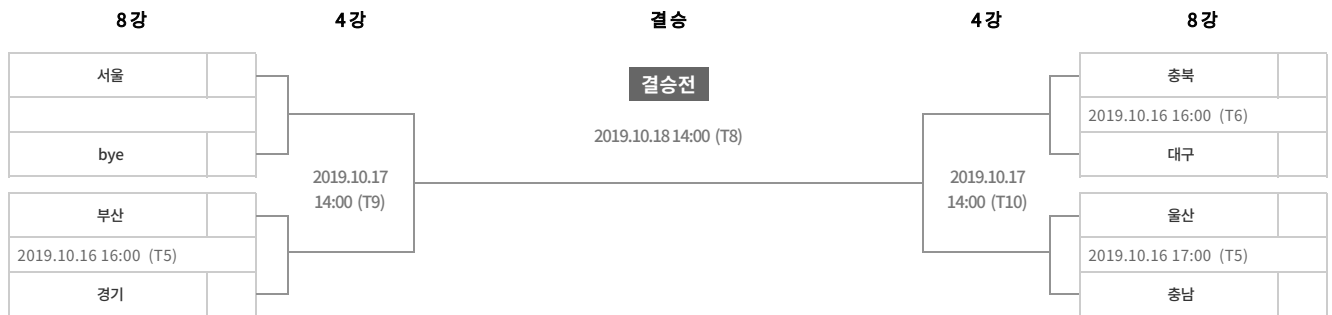 8강 4강 결승 4강 8강
서울 충북
결승전
2019.10.16 16:00 (T6)
2019.10.18 14:00 (T8)
bye 대구
2019.10.17 2019.10.17
14:00 (T9) 14:00 (T10)
부산 울산
2019.10.16 16:00 (T5) 2019.10.16 17:00 (T5)
경기 충남